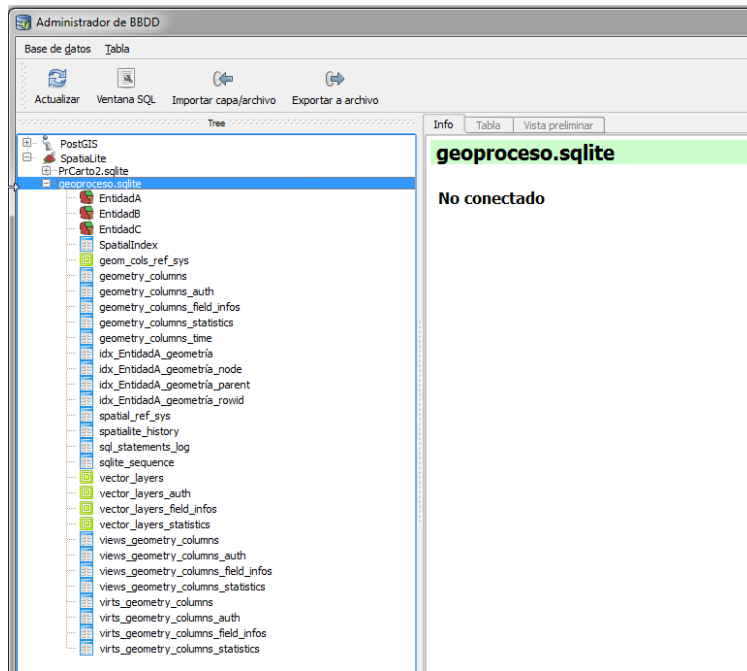 Administrador de BBDD
Base de datos Tabla
Actualizar Ventana SQL Importar capa/archivo Exportar a archivo
Tree
Info Tabla Vista preliminar
PostGIS
SpatiaLite
PrCarto2.sqlite
geoproceso.sqlite
EntidadA
EntidadB
EntidadC
SpatialIndex
geom_cols_ref_sys
geometry_columns
geometry_columns_auth
geometry_columns_field_infos
geometry_columns_statistics
geometry_columns_time
idx_EntidadA_geometría
idx_EntidadA_geometría_node
idx_EntidadA_geometría_parent
idx_EntidadA_geometría_rowid
spatial_ref_sys
spatialite_history
sql_statements_log
sqlite_sequence
vector_layers
vector_layers_auth
vector_layers_field_infos
vector_layers_statistics
views_geometry_columns
views_geometry_columns_auth
views_geometry_columns_field_infos
views_geometry_columns_statistics
virts_geometry_columns
virts_geometry_columns_auth
virts_geometry_columns_field_infos
virts_geometry_columns_statistics
geoproceso.sqlite
No conectado